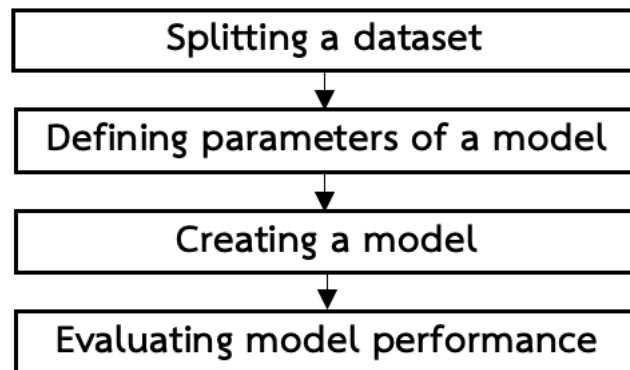 Splitting a dataset
Defining parameters of a model
Creating a model
Evaluating model performance